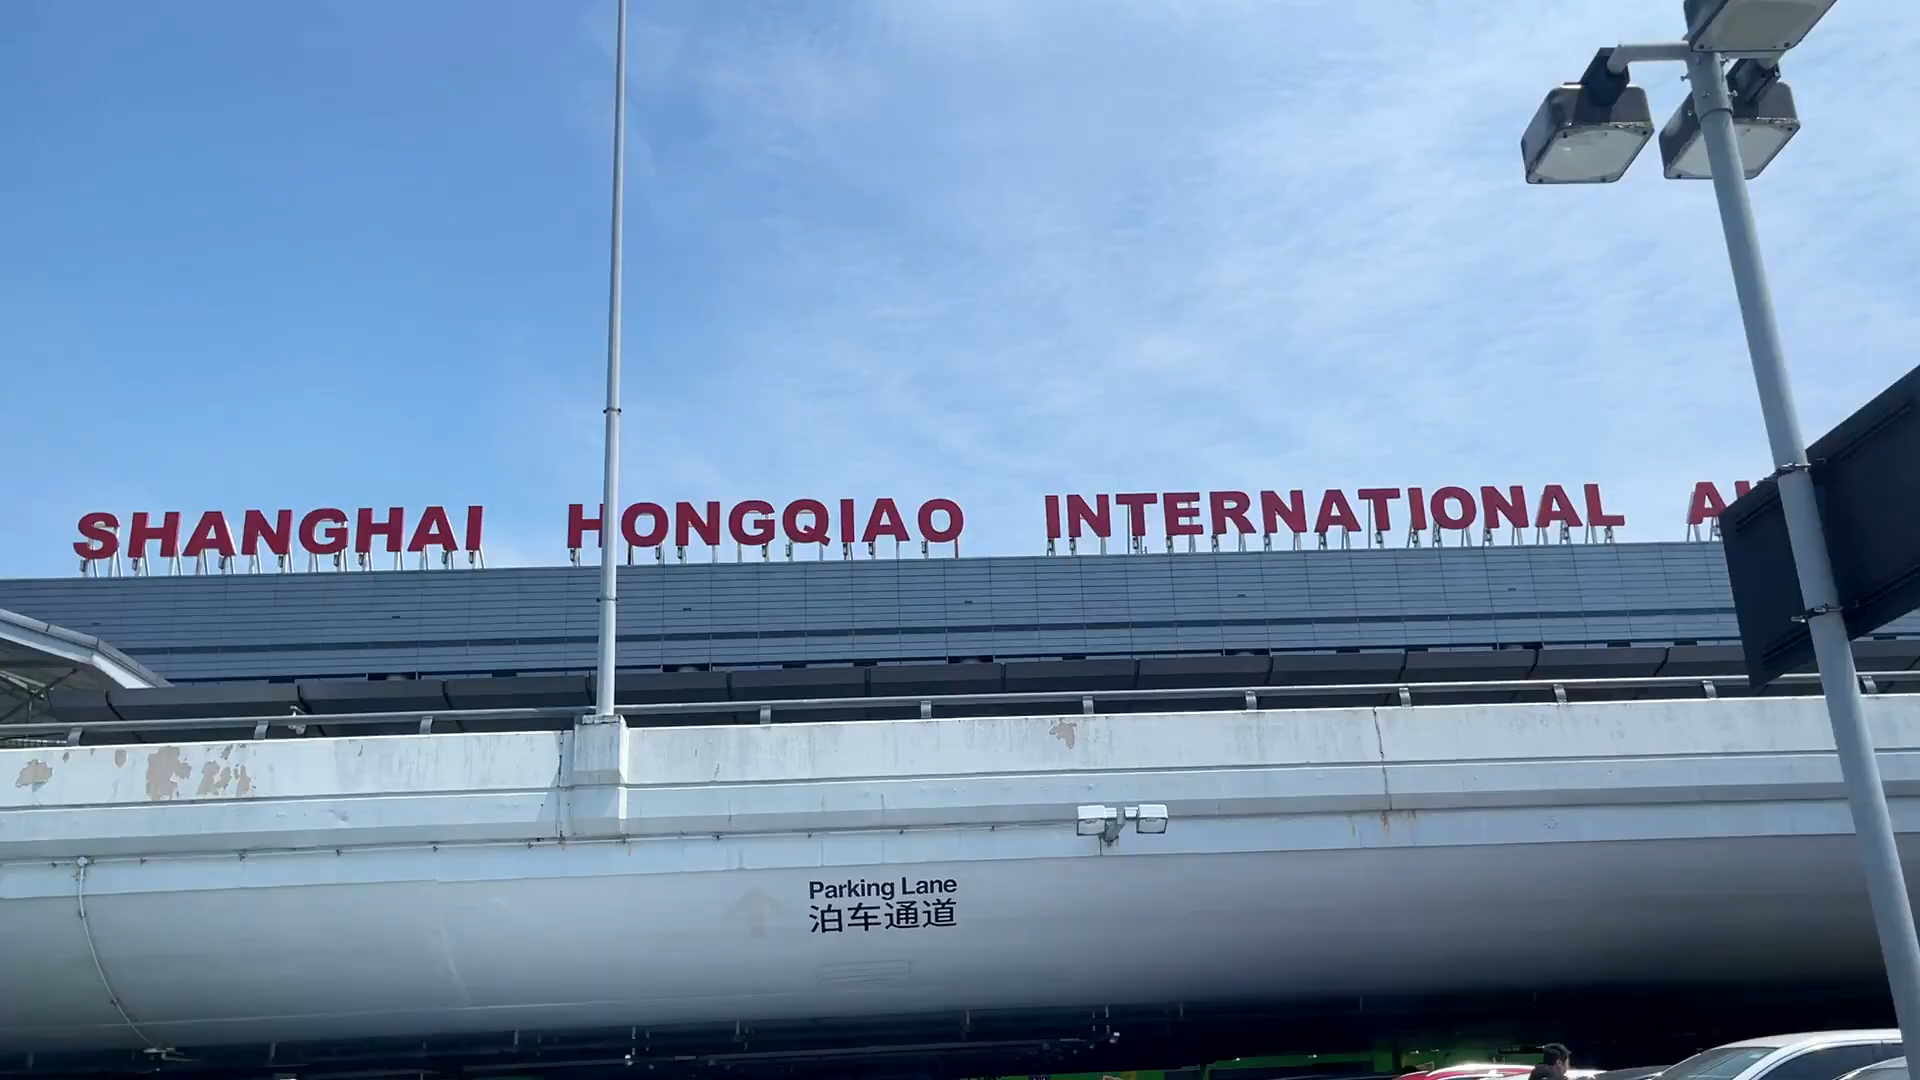 SHANGHAI HONGQIAO INTERNATIONAL
Parking Lane
泊车通道